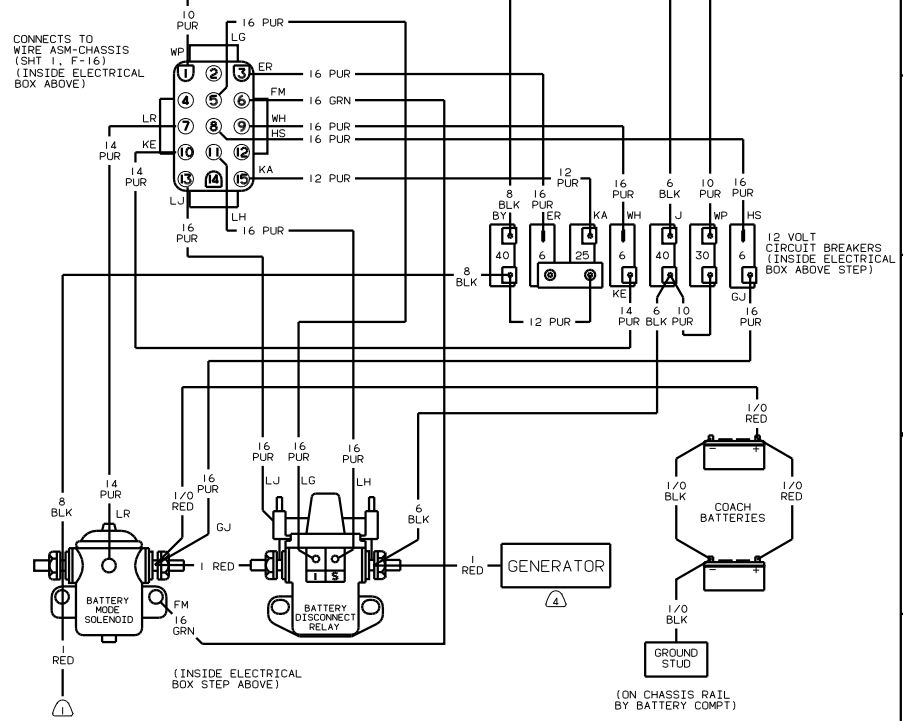 10
PUR
16 PUR
LG
CONNECTS TO
WIRE ASM-CHASSIS
(SHT 1, F-16)
(INSIDE ELECTRICAL
BOX ABOVE)
WP
1
2
3
ER
16 PUR
4
5
6
FM
16 GRN
LR
7
8
9
WH
16 PUR
HS
16 PUR
14
PUR
KE
10
11
12
14
PUR
13
14
15
KA
12 PUR
12
PUR
LJ
LH
16
PUR
16 PUR
8
BLK
BY
16
PUR
ER
KA
16
PUR
WH
6
BLK
J
10
PUR
WP
16
PUR
HS
40
6
25
6
40
30
6
12 VOLT
CIRCUIT BREAKERS
(INSIDE ELECTRICAL
BOX ABOVE STEP)
8
BLK
KE
GJ
12 PUR
14
PUR
6
BLK
10
PUR
16
PUR
1/0
RED
16
PUR
16
PUR
16
PUR
LJ
LG
LH
8
BLK
14
PUR
LR
1/0
RED
16
PUR
GJ
6
BLK
1/0
BLK
1/0
RED
COACH
BATTERIES
1 RED
1
RED
GENERATOR
4
I
S
BATTERY
MODE
SOLENOID
FM
16
GRN
BATTERY
DISCONNECT
RELAY
1/0
BLK
1
RED
GROUND
STUD
(INSIDE ELECTRICAL
BOX STEP ABOVE)
(ON CHASSIS RAIL
BY BATTERY COMPT)
1